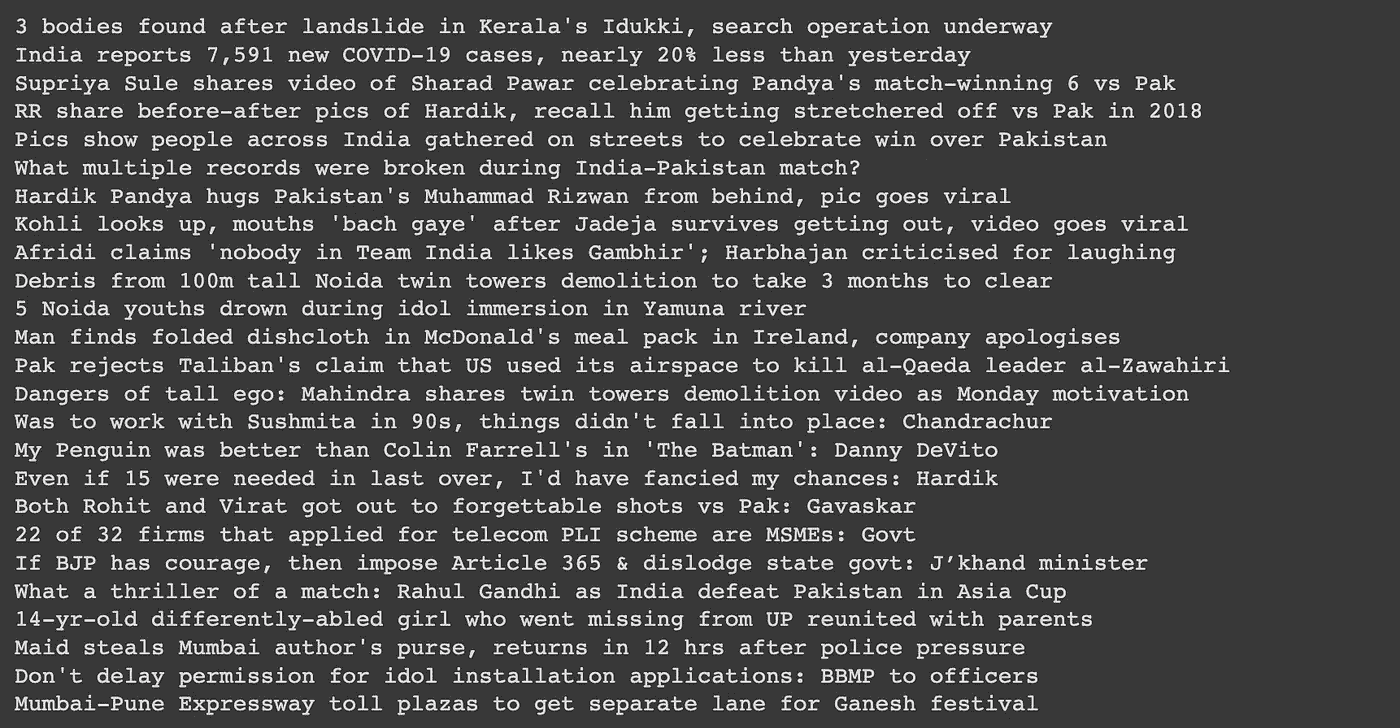 3 bodies found after landslide in Kerala's Idukki, search operation underway
India reports 7,591 new COVID-19 cases, nearly 20% less than yesterday
Supriya Sule shares video of Sharad Pawar celebrating Pandya's match-winning 6 vs Pak
RR share before-after pics of Hardik, recall him getting stretchered off vs Pak in 2018
Pics show people across India gathered on streets to celebrate win over Pakistan
What multiple records were broken during India-Pakistan match?
Hardik Pandya hugs Pakistan's Muhammad Rizwan from behind, pic goes viral
Kohli looks up, mouths 'bach gaye' after Jadeja survives getting out, video goes viral
Afridi claims 'nobody in Team India likes Gambhir'; Harbhajan criticised for laughing
Debris from 100m tall Noida twin towers demolition to take 3 months to clear
5 Noida youths drown during idol immersion in Yamuna river
Man finds folded dishcloth in McDonald's meal pack in Ireland, company apologises
Pak rejects Taliban's claim that US used its airspace to kill al-Qaeda leader al-Zawahiri
Dangers of tall ego: Mahindra shares twin towers demolition video as Monday motivation
Was to work with Sushmita in 90s, things didn't fall into place: Chandrachur
My Penguin was better than Colin Farrell's in 'The Batman': Danny DeVito
Even if 15 were needed in last over, I'd have fancied my chances: Hardik
Both Rohit and Virat got out to forgettable shots vs Pak: Gavaskar
22 of 32 firms that applied for telecom PLI scheme are MSMEs: Govt
If BJP has courage, then impose Article 365 & dislodge state govt: J’khand minister
What a thriller of a match: Rahul Gandhi as India defeat Pakistan in Asia Cup
14-yr-old differently-abled girl who went missing from UP reunited with parents
Maid steals Mumbai author's purse, returns in 12 hrs after police pressure
Don't delay permission for idol installation applications: BBMP to officers
Mumbai-Pune Expressway toll plazas to get separate lane for Ganesh festival